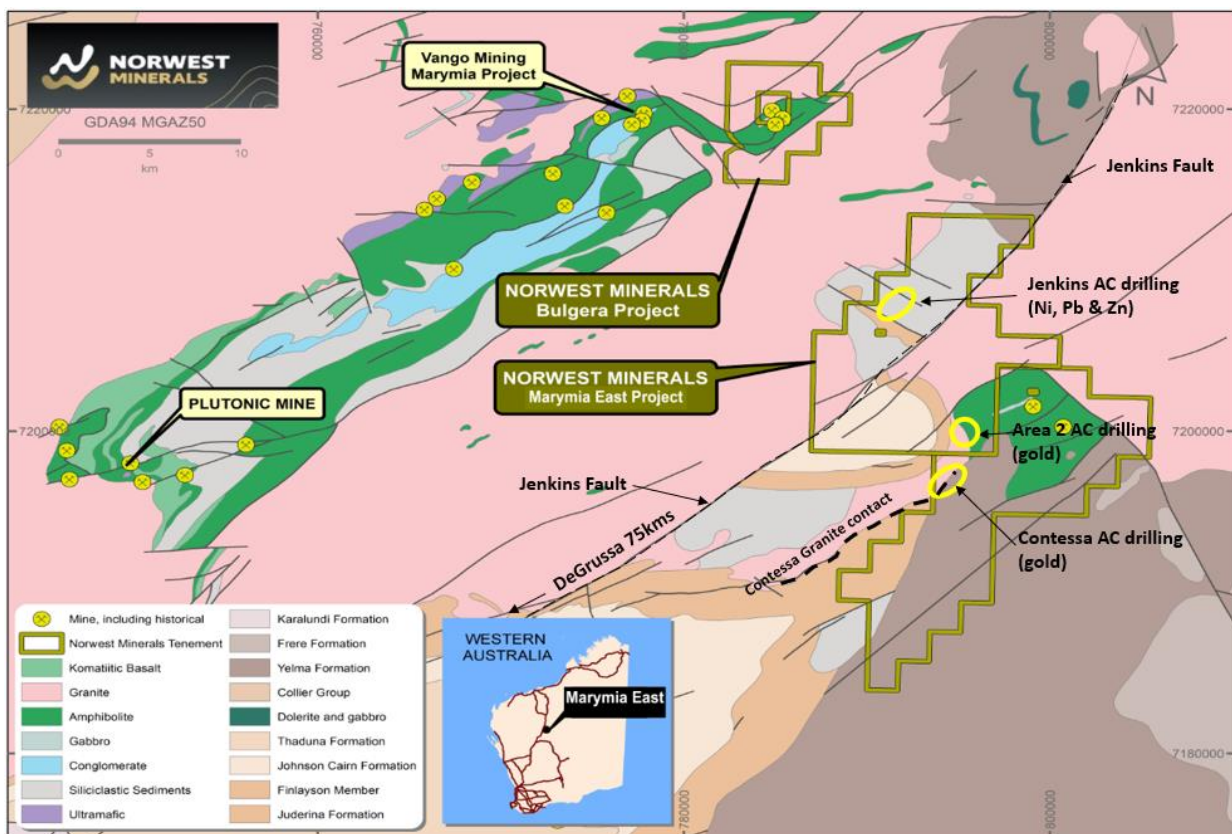 NORWEST
MINERALS
GDA94 MGAZ50
0 5 10
km
760000
780000
800000
7220000
7220000
N
Vango Mining
Marymia Project
Jenkins Fault
NORWEST MINERALS
Bulgera Project
Jenkins AC drilling
(Ni, Pb & Zn)
NORWEST MINERALS
Marymia East Project
PLUTONIC MINE
7200000
7200000
Area 2 AC drilling
(gold)
Jenkins Fault
DeGrussa 75kms
Contessa Granite contact
Contessa AC drilling
(gold)
Mine, including historical
Norwest Minerals Tenement
Komatiitic Basalt
Granite
Amphibolite
Gabbro
Conglomerate
Siliciclastic Sediments
Ultramafic
Karalundi Formation
Frere Formation
Yelma Formation
Collier Group
Dolerite and gabbro
Thaduna Formation
Johnson Cairn Formation
Finlayson Member
Juderina Formation
WESTERN
AUSTRALIA
Marymia East
7180000
780000
800000